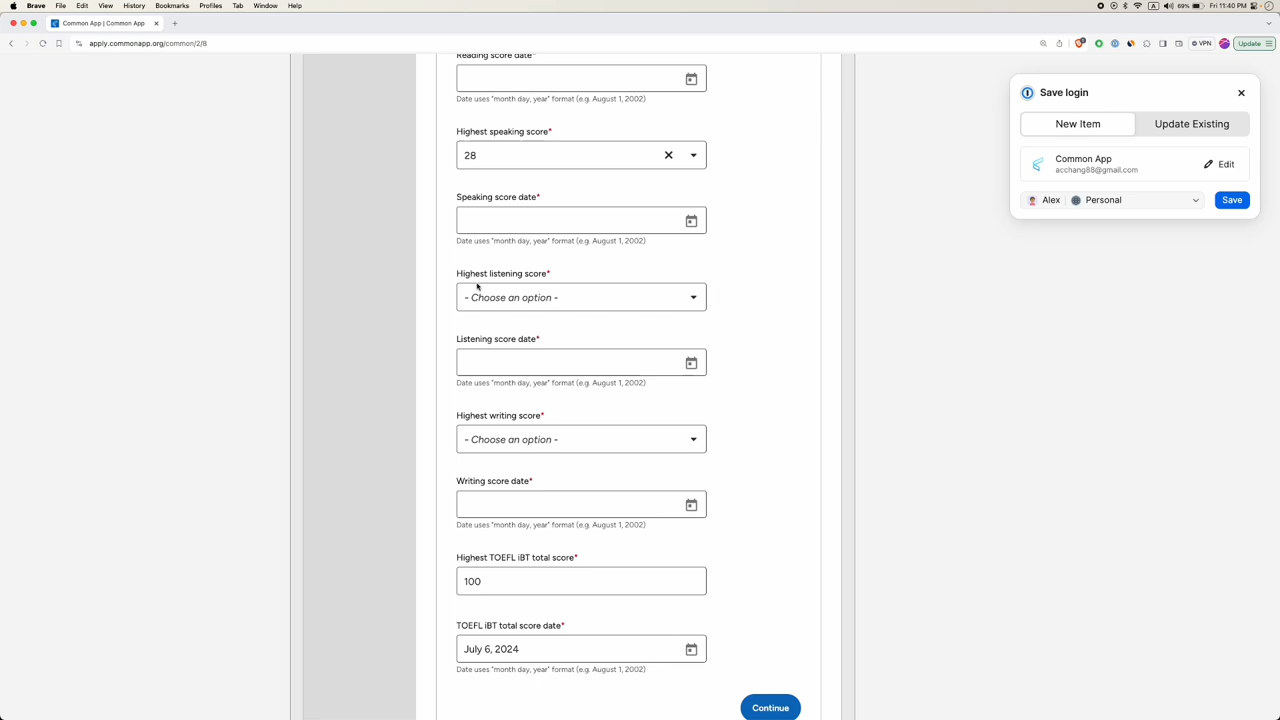 Brave File Edit View History Bookmarks Profiles Tab Window Help
A 69% Fri 11:40 PM
Common App | Common App
apply.commonapp.org/common/2/8
VPN Update
Reading score date*
Date uses "month day, year" format (e.g. August 1, 2002)
Highest speaking score*
28
Speaking score date*
Date uses "month day, year" format (e.g. August 1, 2002)
Highest listening score*
- Choose an option -
Listening score date*
Date uses "month day, year" format (e.g. August 1, 2002)
Highest writing score*
- Choose an option -
Writing score date*
Date uses "month day, year" format (e.g. August 1, 2002)
Highest TOEFL iBT total score*
100
TOEFL iBT total score date*
July 6, 2024
Date uses "month day, year" format (e.g. August 1, 2002)
Continue
Save login
New Item Update Existing
Common App
acchang88@gmail.com
Edit
Alex Personal
Save